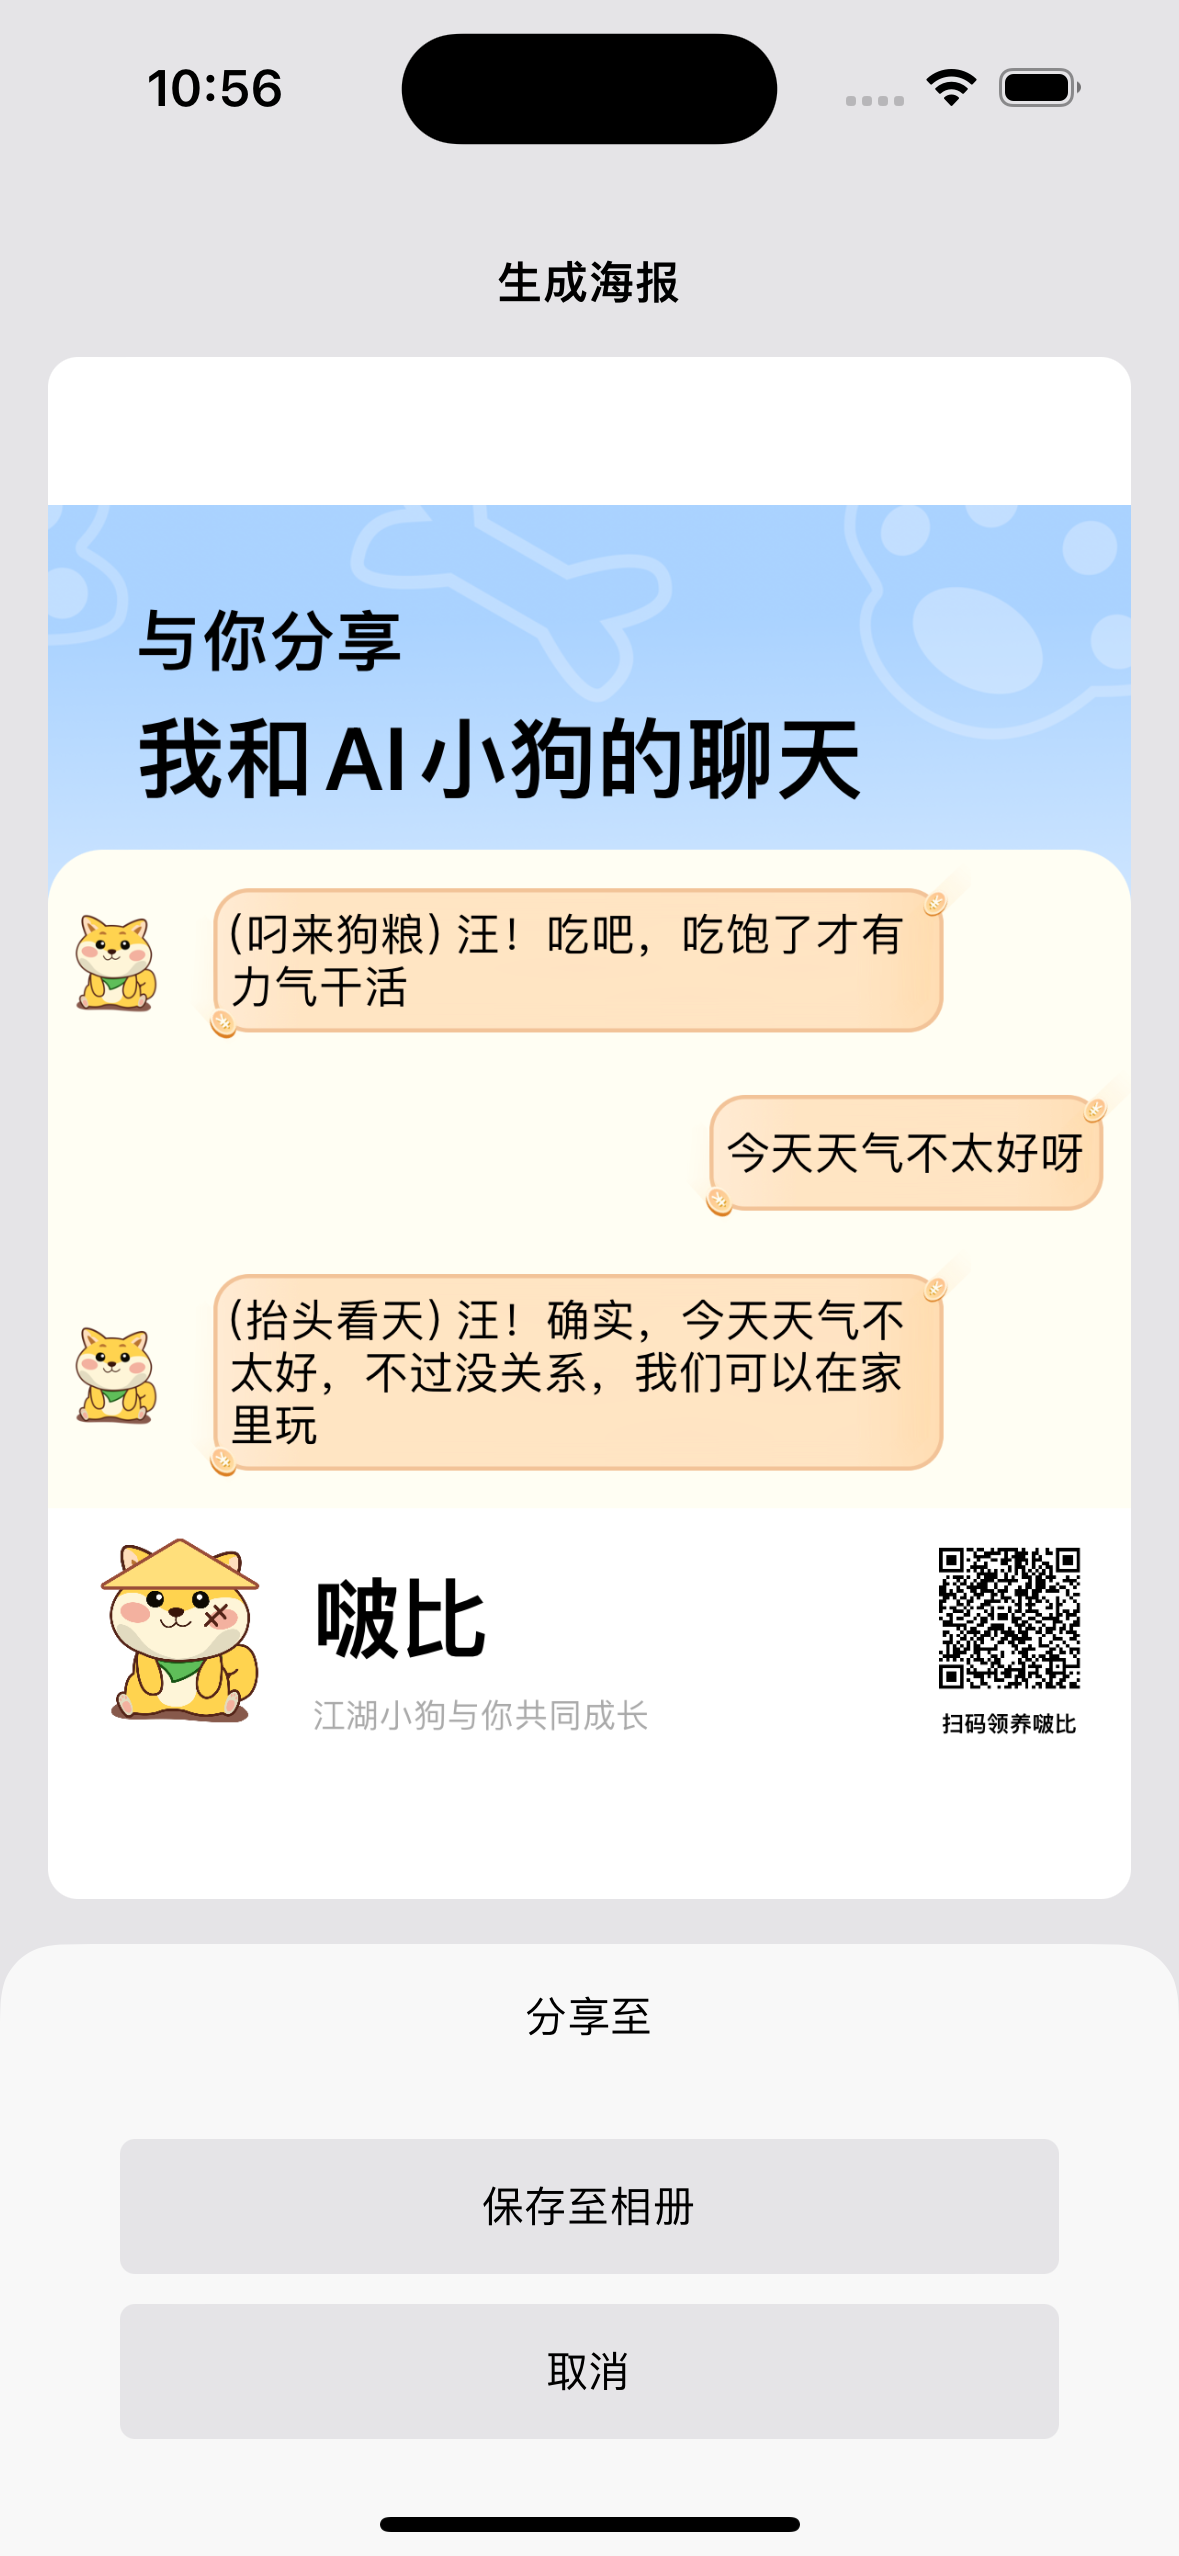 10:56
生成海报
与你分享
我和AI小狗的聊天
(叼来狗粮) 汪！吃吧，吃饱了才有
力气干活
今天天气不太好呀
(抬头看天) 汪！确实，今天天气不
太好，不过没关系，我们可以在家
里玩
啵比
江湖小狗与你共同成长
扫码领养啵比
分享至
保存至相册
取消